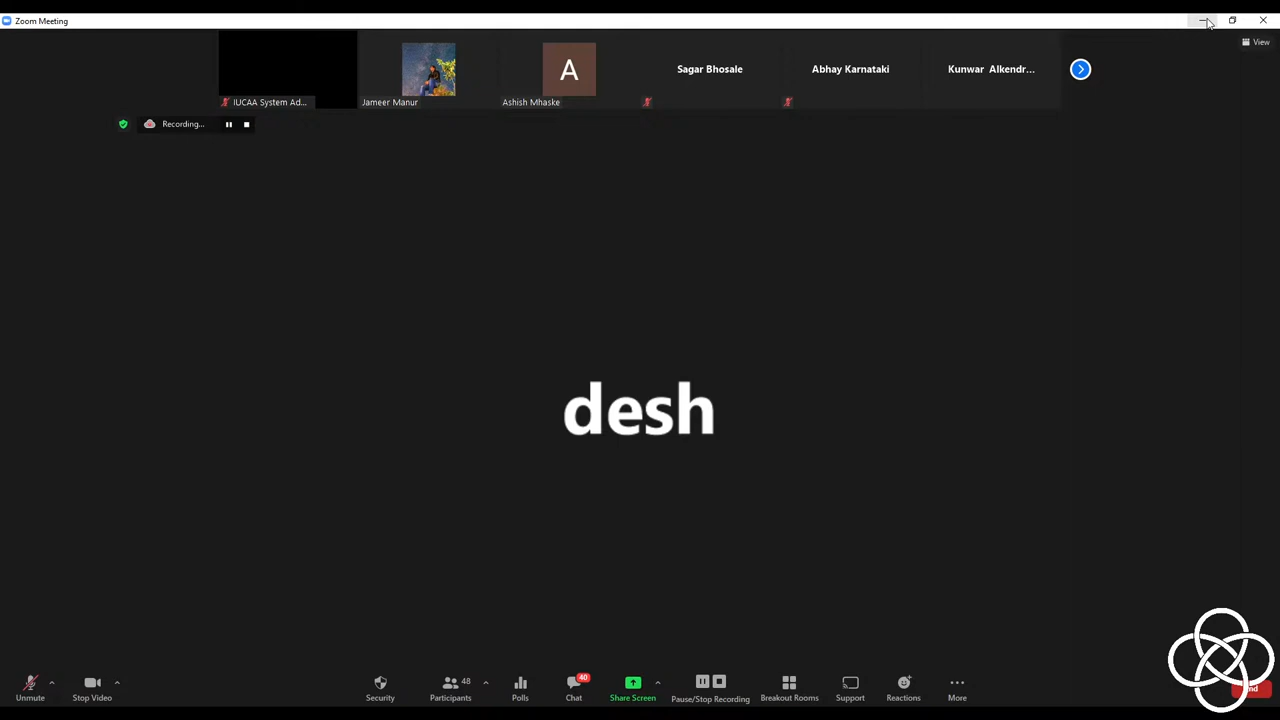 Zoom Meeting
View
IUCAA System Ad...
Jameer Manur
A
Ashish Mhaske
Sagar Bhosale
Abhay Karnataki
Kunwar Alkendr...
Recording...
desh
Unmute
Stop Video
Security
Participants
48
Polls
Chat
40
Share Screen
Pause/Stop Recording
Breakout Rooms
Support
Reactions
More